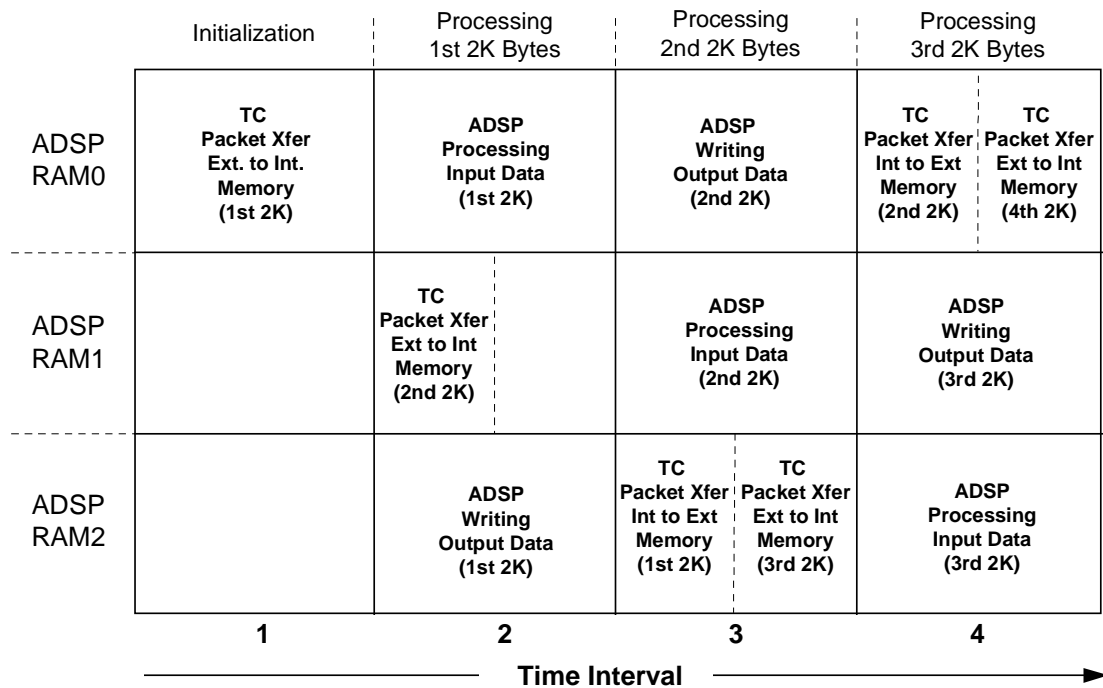 Initialization
Processing
1st 2K Bytes
Processing
2nd 2K Bytes
Processing
3rd 2K Bytes
ADSP
RAM0
TC
Packet Xfer
Ext. to Int.
Memory
(1st 2K)
ADSP
Processing
Input Data
(1st 2K)
ADSP
Writing
Output Data
(2nd 2K)
TC
Packet Xfer
Int to Ext
Memory
(2nd 2K)
TC
Packet Xfer
Ext to Int
Memory
(4th 2K)
ADSP
RAM1
TC
Packet Xfer
Ext to Int
Memory
(2nd 2K)
ADSP
Processing
Input Data
(2nd 2K)
ADSP
Writing
Output Data
(3rd 2K)
ADSP
RAM2
ADSP
Writing
Output Data
(1st 2K)
TC
Packet Xfer
Int to Ext
Memory
(1st 2K)
TC
Packet Xfer
Ext to Int
Memory
(3rd 2K)
ADSP
Processing
Input Data
(3rd 2K)
1
2
3
4
Time Interval